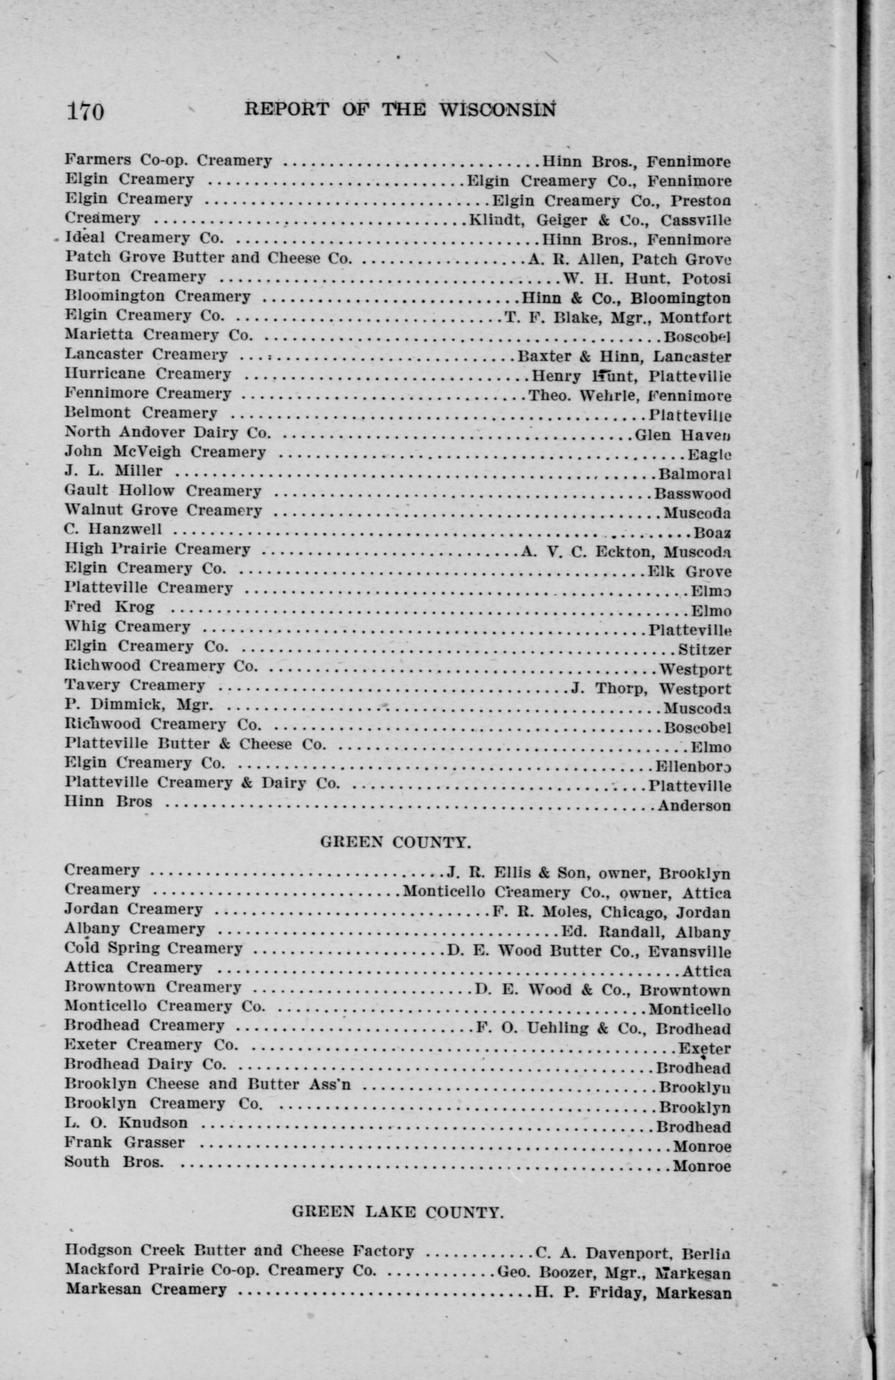 170 REPORT OF THE WISCONSIN
Farmers Co-op. Creamery ............................Hinn Bros., Fennimore
Elgin Creamery ............................Elgin Creamery Co., Fennimore
Elgin Creamery ...............................Elgin Creamery Co., Preston
Creamery ..................................Klindt, Geiger & Co., Cassville
Ideal Creamery Co. .................................Hinn Bros., Fennimore
Patch Grove Butter and Cheese Co. ..................A. R. Allen, Patch Grove
Burton Creamery .....................................W. H. Hunt, Potosi
Bloomington Creamery ............................Hinn & Co., Bloomington
Elgin Creamery Co. .............................T. F. Blake, Mgr., Montfort
Marietta Creamery Co. ...........................................Boscobel
Lancaster Creamery ..............................Baxter & Hinn, Lancaster
Hurricane Creamery ...............................Henry Hunt, Platteville
Fennimore Creamery ...............................Theo. Wehrle, Fennimore
Belmont Creamery .............................................Platteville
North Andover Dairy Co. ......................................Glen Haven
John McVeigh Creamery ............................................Eagle
J. L. Miller ....................................................Balmoral
Gault Hollow Creamery .........................................Basswood
Walnut Grove Creamery ..........................................Muscoda
C. Hanzwell ........................................................Boaz
High Prairie Creamery ............................A. V. C. Eckton, Muscoda
Elgin Creamery Co. ............................................Elk Grove
Platteville Creamery ................................................Elmo
Fred Krog ........................................................Elmo
Whig Creamery ................................................Platteville
Elgin Creamery Co. ...............................................Stitzer
Richwood Creamery Co. ..........................................Westport
Tavery Creamery ......................................J. Thorp, Westport
P. Dimmick, Mgr. ...............................................Muscoda
Richwood Creamery Co. ..........................................Boscobel
Platteville Butter & Cheese Co. ......................................Elmo
Elgin Creamery Co. .............................................Ellenboro
Platteville Creamery & Dairy Co. ................................Platteville
Hinn Bros .....................................................Anderson
GREEN COUNTY.
Creamery ................................J. R. Ellis & Son, owner, Brooklyn
Creamery ...........................Monticello Creamery Co., owner, Attica
Jordan Creamery ..............................F. R. Moles, Chicago, Jordan
Albany Creamery .....................................Ed. Randall, Albany
Cold Spring Creamery .....................D. E. Wood Butter Co., Evansville
Attica Creamery ..................................................Attica
Browntown Creamery ........................D. E. Wood & Co., Browntown
Monticello Creamery Co. ........................................Monticello
Brodhead Creamery ..........................F. O. Uehling & Co., Brodhead
Exeter Creamery Co. ..............................................Exeter
Brodhead Dairy Co. .............................................Brodhead
Brooklyn Cheese and Butter Ass'n ................................Brooklyn
Brooklyn Creamery Co. .........................................Brooklyn
L. O. Knudson .................................................Brodhead
Frank Grasser ...................................................Monroe
South Bros. .....................................................Monroe
GREEN LAKE COUNTY.
Hodgson Creek Butter and Cheese Factory ............C. A. Davenport, Berlin
Mackford Prairie Co-op. Creamery Co. ............Geo. Boozer, Mgr., Markesan
Markesan Creamery ................................H. P. Friday, Markesan